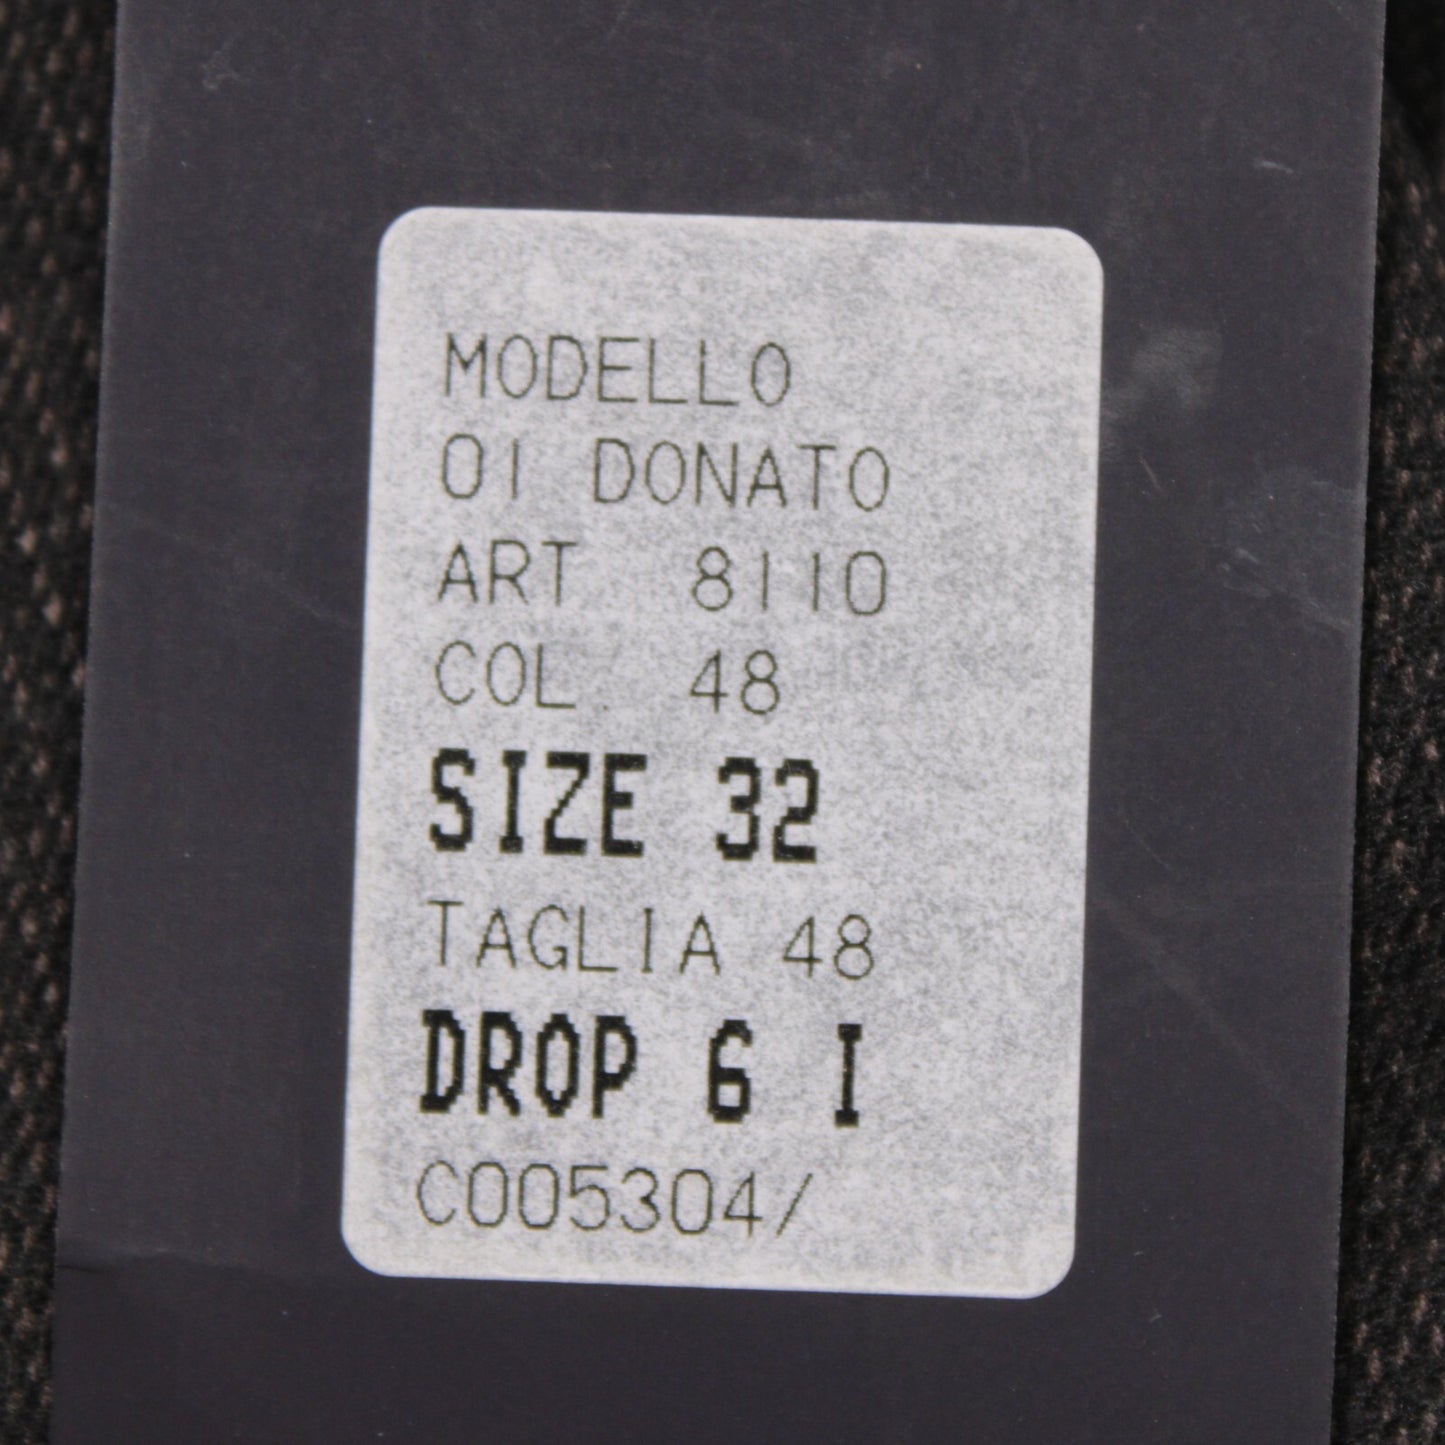 MODELLO
01 DONATO
ART 8110
COL 48
SIZE 32
TAGLIA 48
DROP 6 I
C005304/